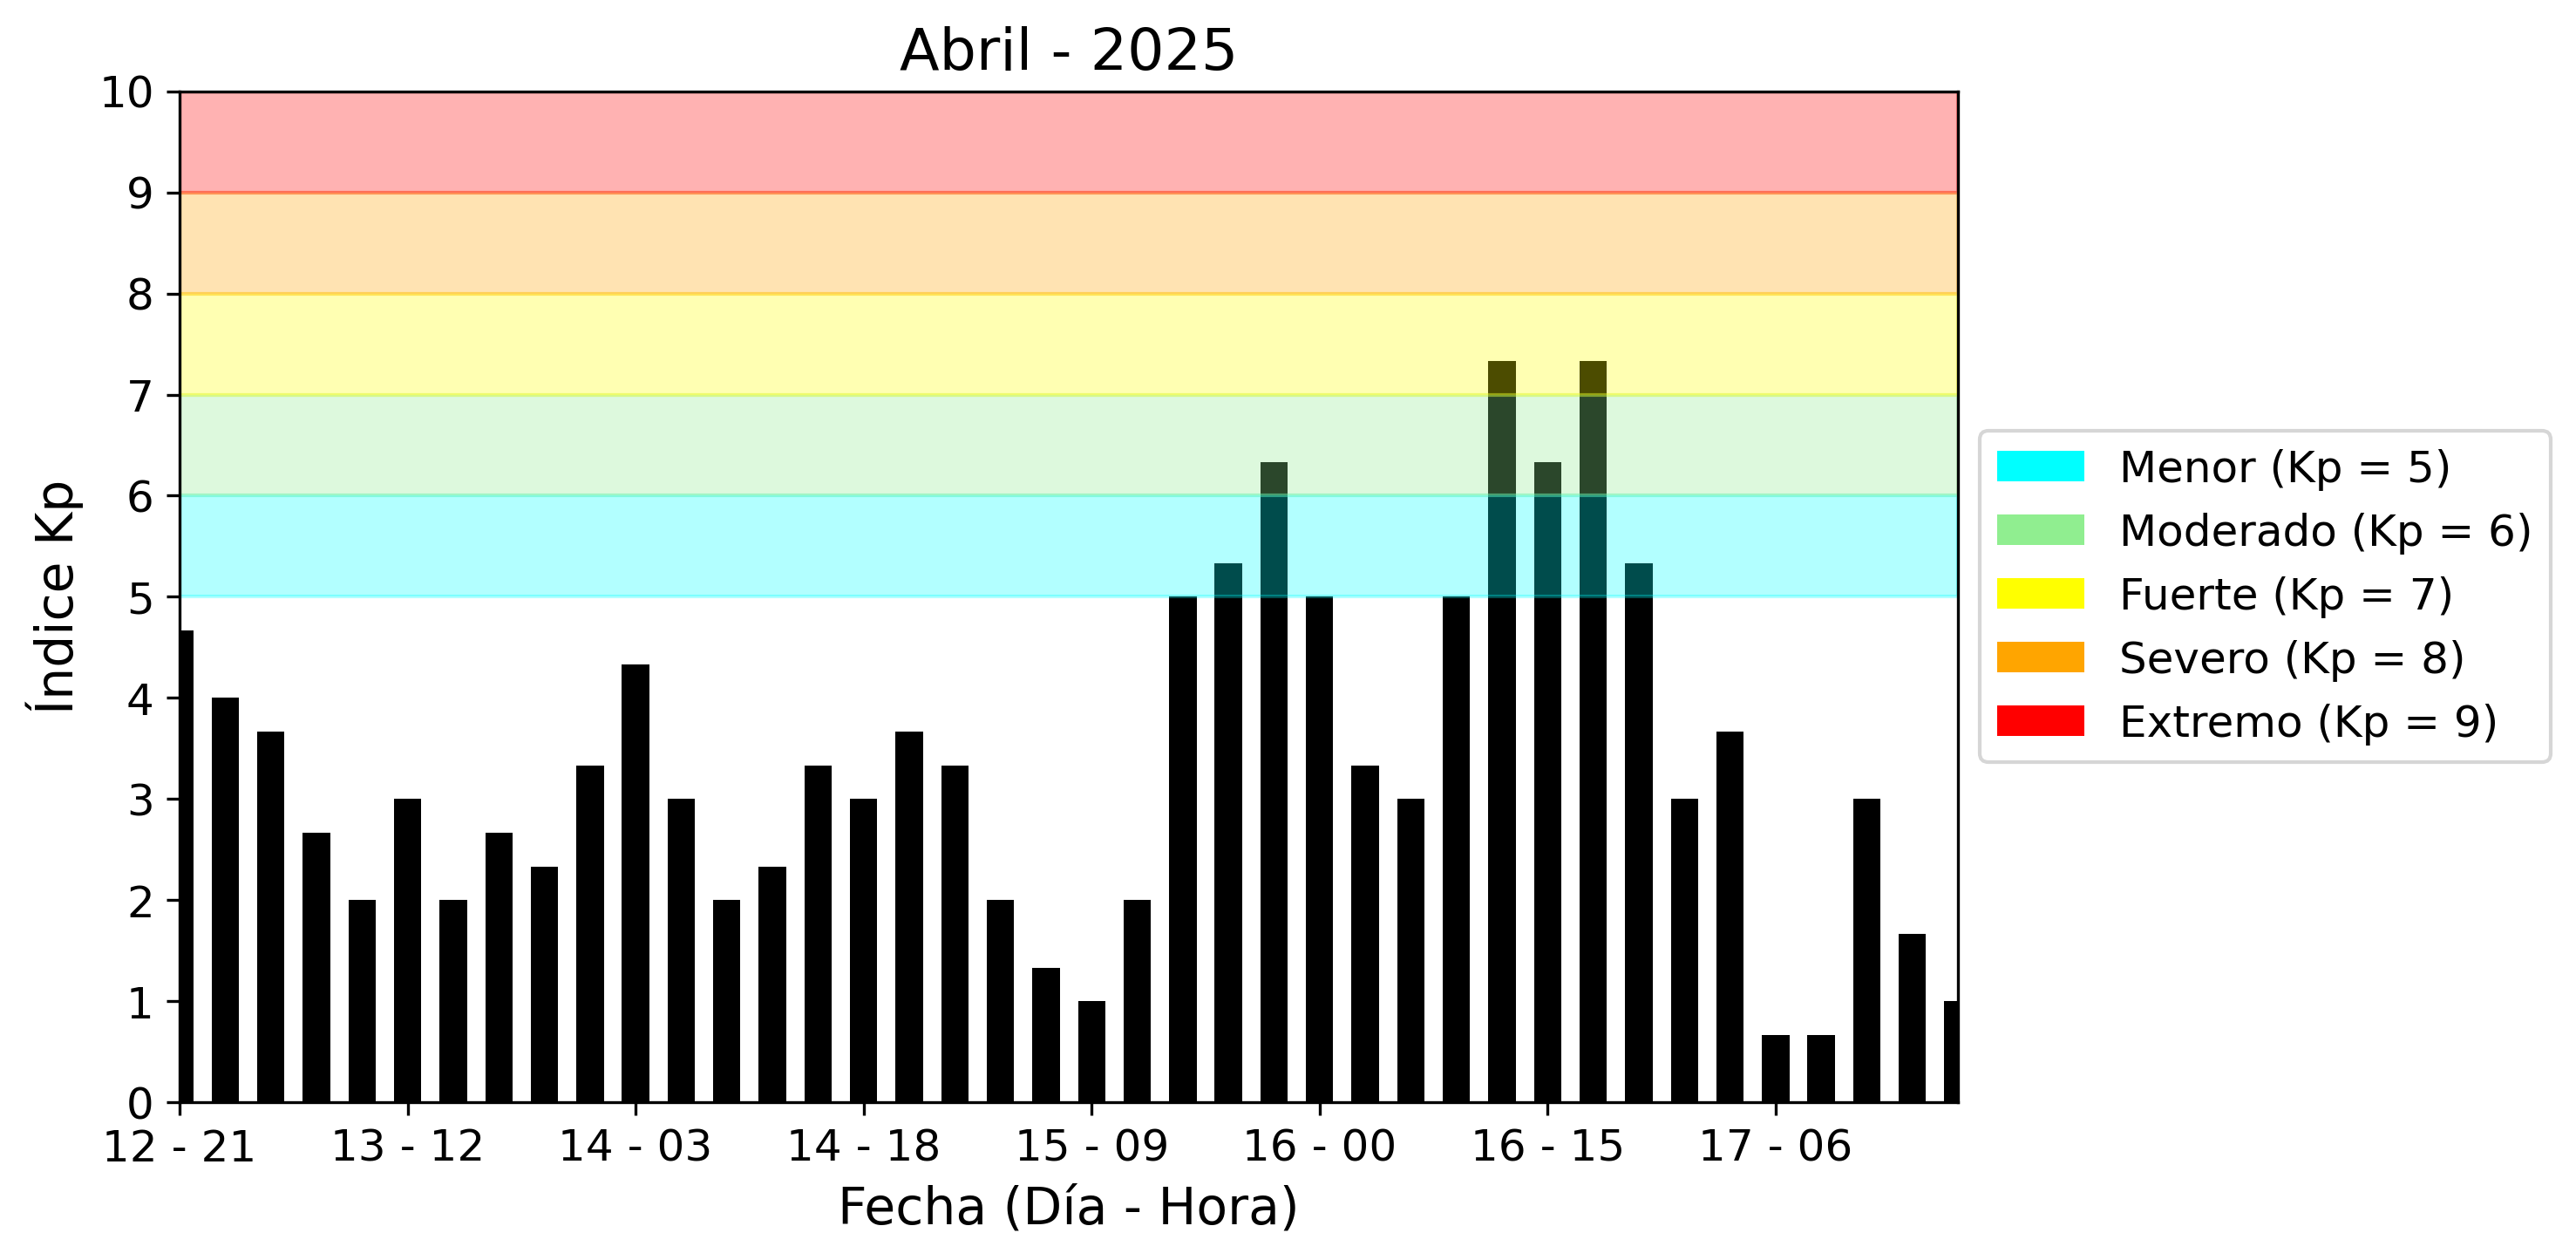 Abril - 2025
10
9
8
7
6
5
4
3
2
1
0
Índice Kp
12 - 21
13 - 12
14 - 03
14 - 18
15 - 09
16 - 00
16 - 15
17 - 06
Fecha (Día - Hora)
Menor (Kp = 5)
Moderado (Kp = 6)
Fuerte (Kp = 7)
Severo (Kp = 8)
Extremo (Kp = 9)